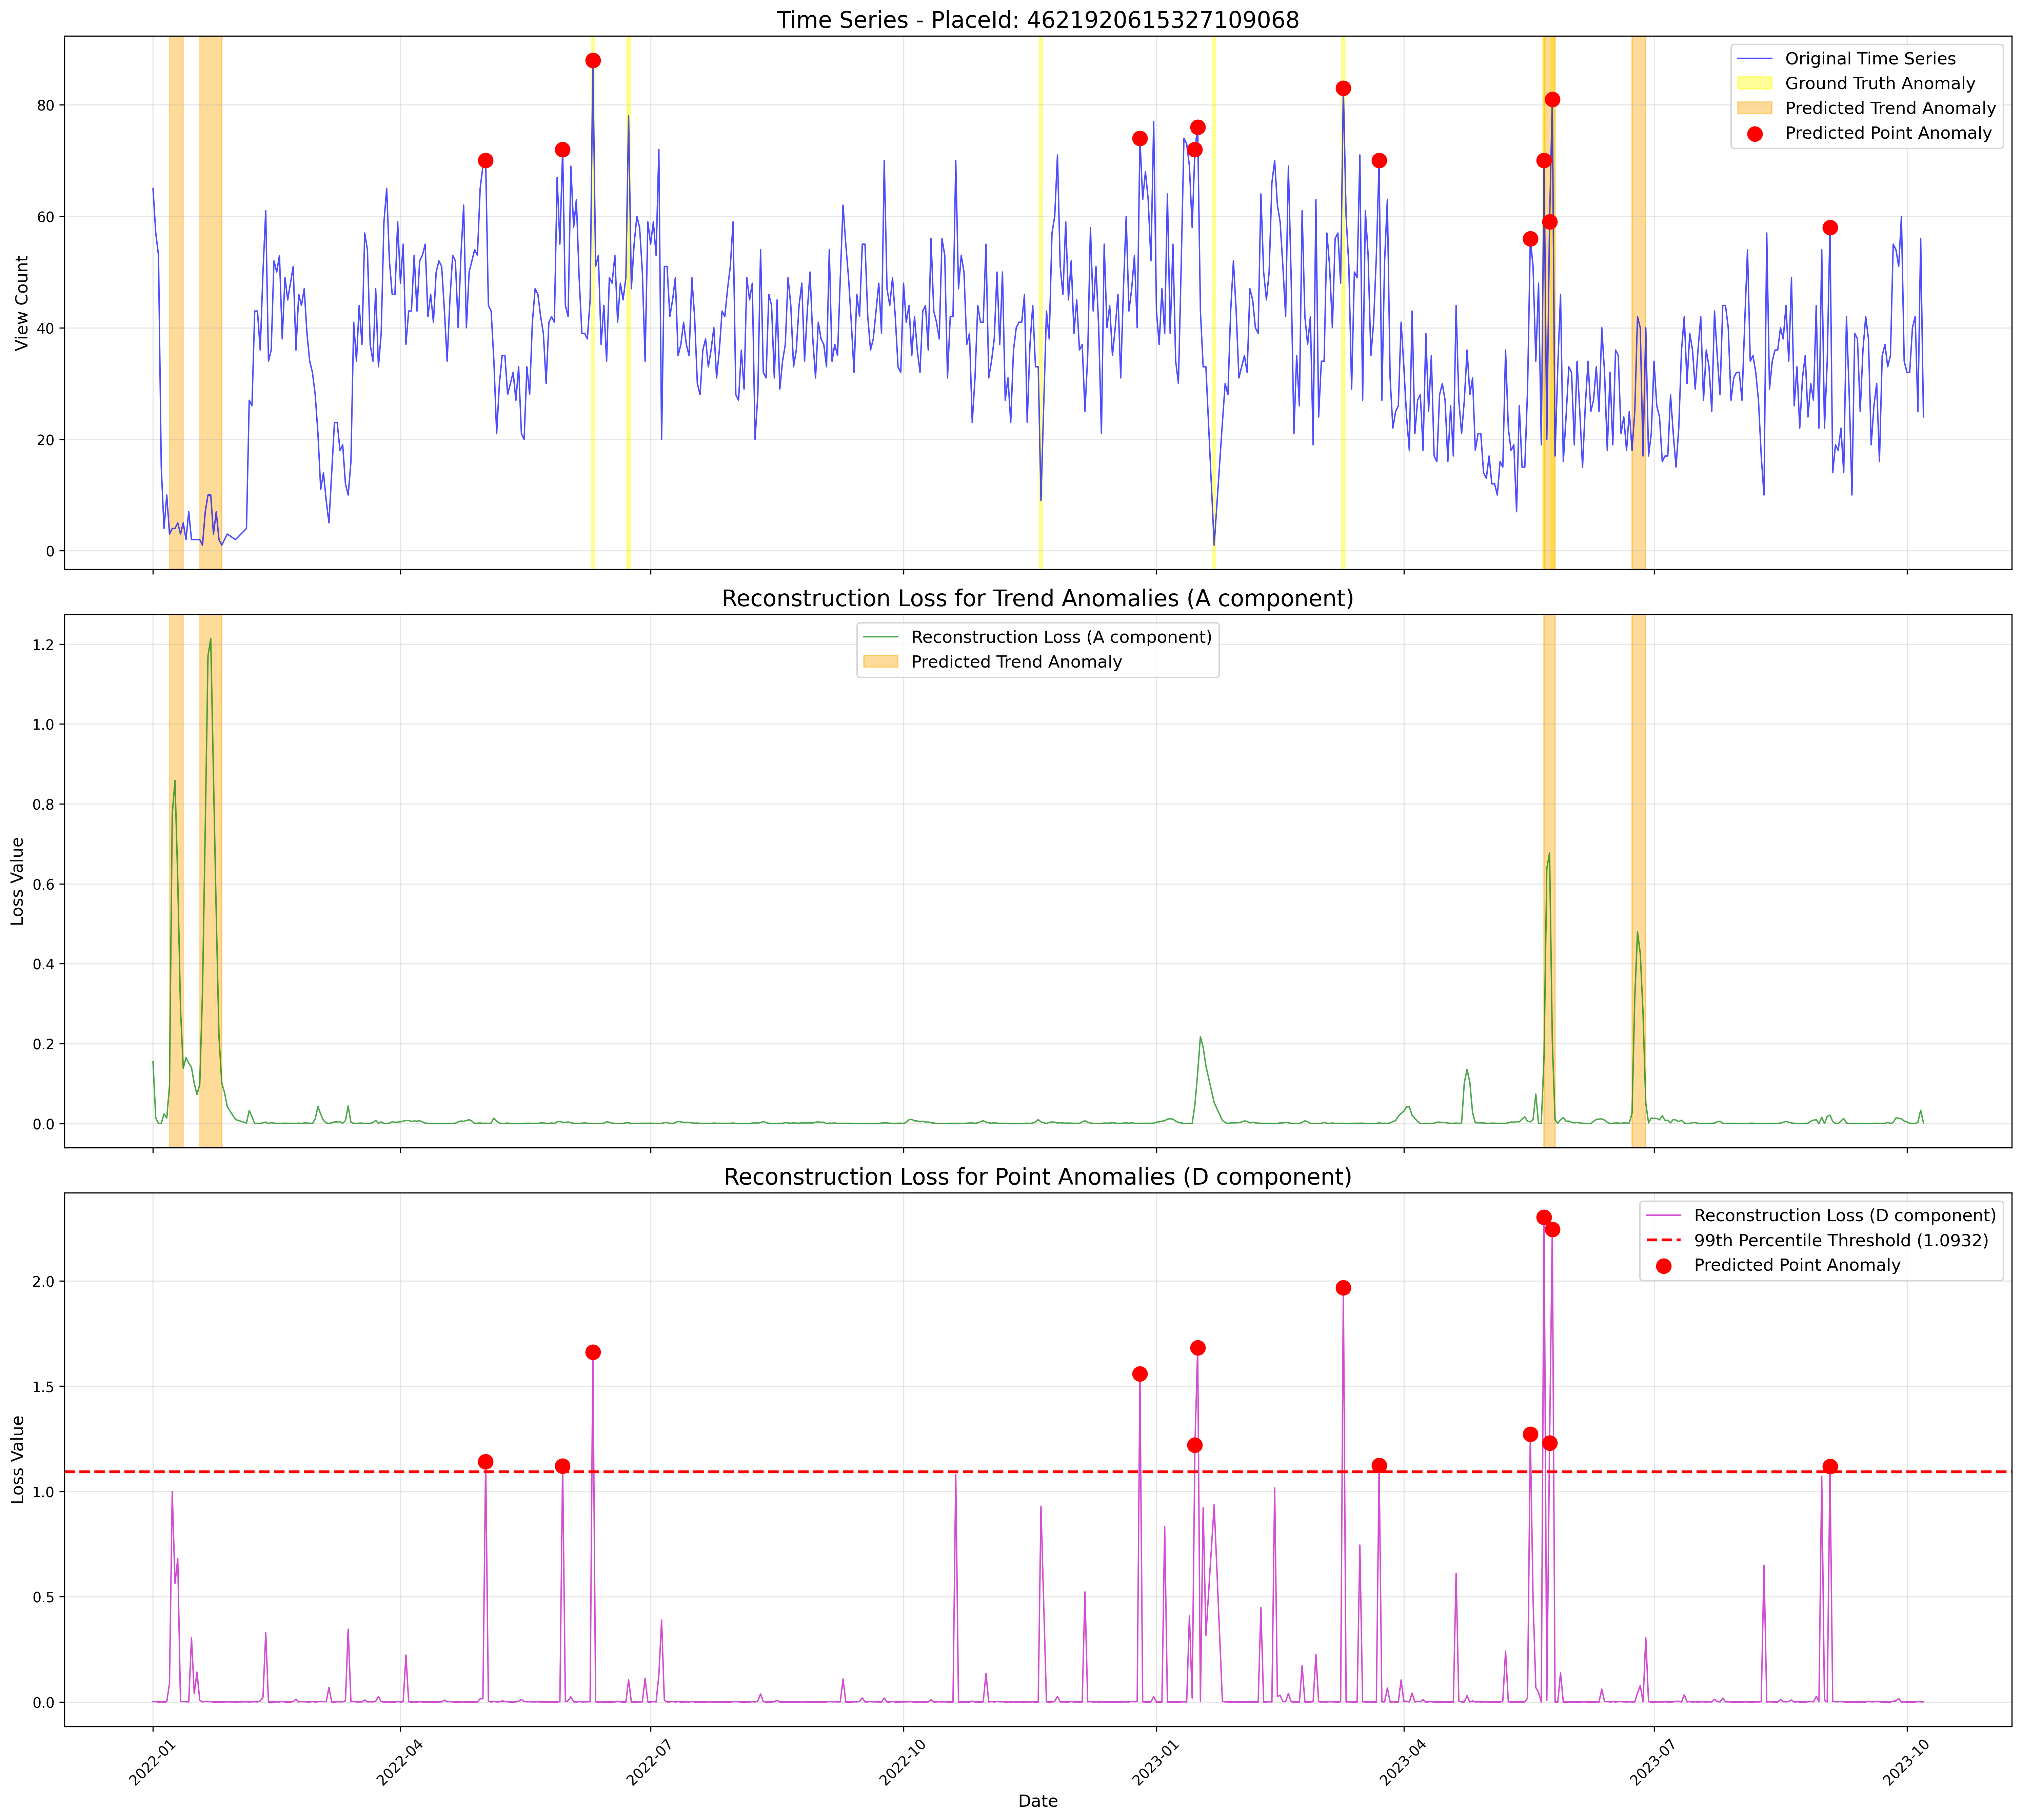 Time Series - PlaceId: 4621920615327109068
Original Time Series
Ground Truth Anomaly
Predicted Trend Anomaly
Predicted Point Anomaly
View Count
80
60
40
20
0
Reconstruction Loss for Trend Anomalies (A component)
Reconstruction Loss (A component)
Predicted Trend Anomaly
Loss Value
1.2
1.0
0.8
0.6
0.4
0.2
0.0
Reconstruction Loss for Point Anomalies (D component)
Reconstruction Loss (D component)
99th Percentile Threshold (1.0932)
Predicted Point Anomaly
Loss Value
2.0
1.5
1.0
0.5
0.0
2022-01
2022-04
2022-07
2022-10
2023-01
2023-04
2023-07
2023-10
Date